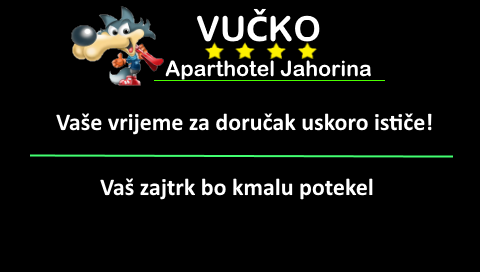 VUČKO
Aparthotel Jahorina
Vaše vrijeme za doručak uskoro ističe!
Vaš zajtrk bo kmalu potekel